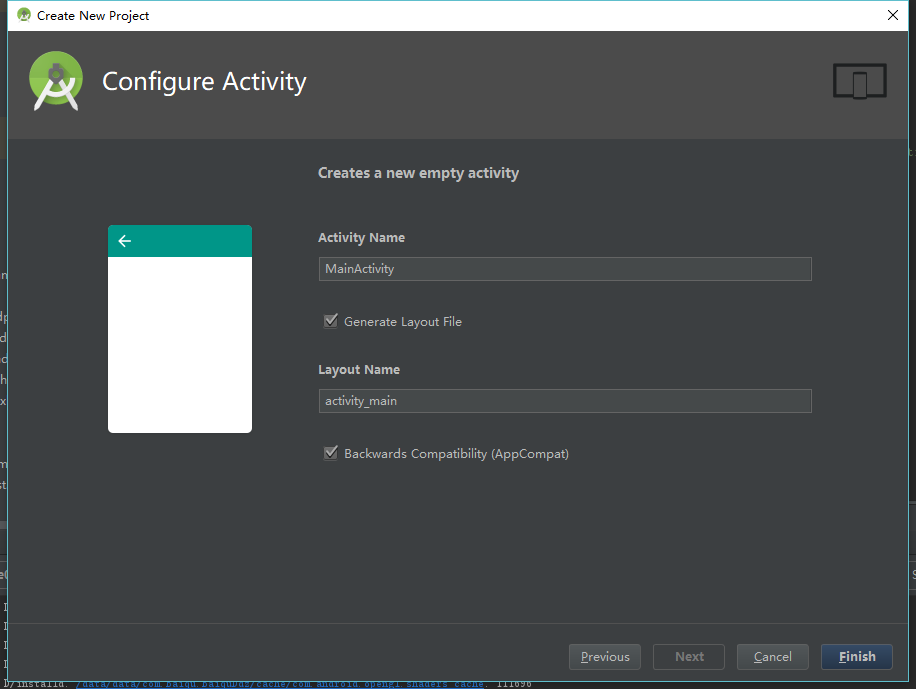 Create New Project
Configure Activity
Creates a new empty activity
Activity Name
MainActivity
Generate Layout File
Layout Name
activity_main
Backwards Compatibility (AppCompat)
Previous
Next
Cancel
Finish